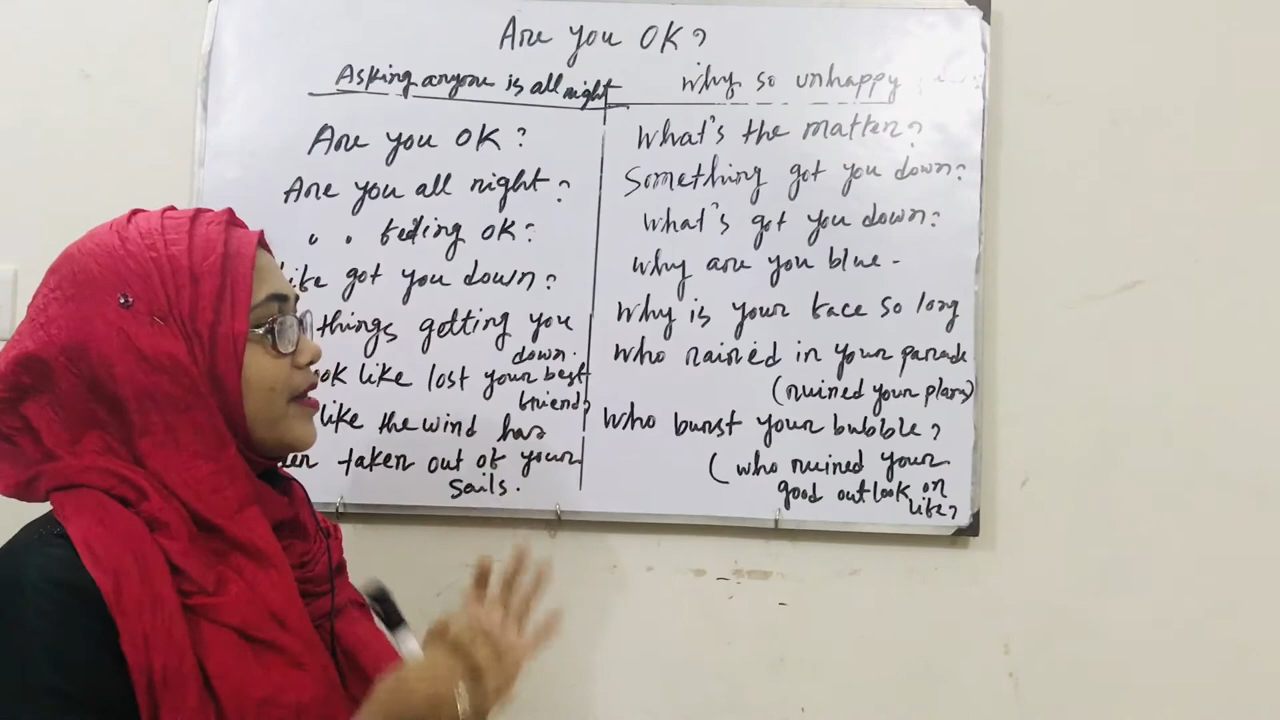 Are you OK?
Asking anyone is all right
Are you OK?
Are you all right?
" " feeling OK?
life got you down?
things getting you
down.
ook like lost your best
friend?
like the wind has
een taken out of your
sails.
Why so unhappy
What's the matter?
Something got you down?
What's got you down?
Why are you blue -
Why is your face so long
Who rained in your parade
(ruined your plans)
Who burst your bubble?
(who ruined your
good outlook on
life?